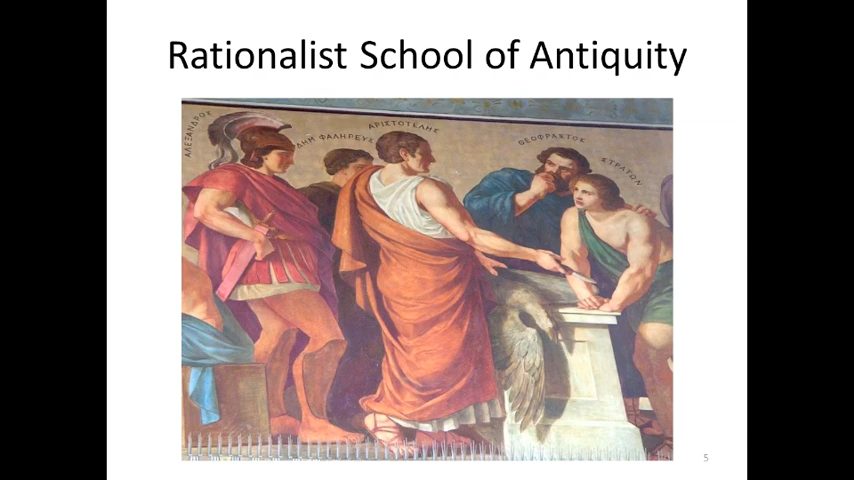 Rationalist School of Antiquity
ΑΛΕΞΑΝΔΡΟΣ
ΔΗΜ ΦΑΛΗΡΕΥΣ
ΑΡΙΣΤΟΤΕΛΗΣ
ΘΕΟΦΡΑΣΤΟΣ
ΣΤΡΑΤΩΝ
5